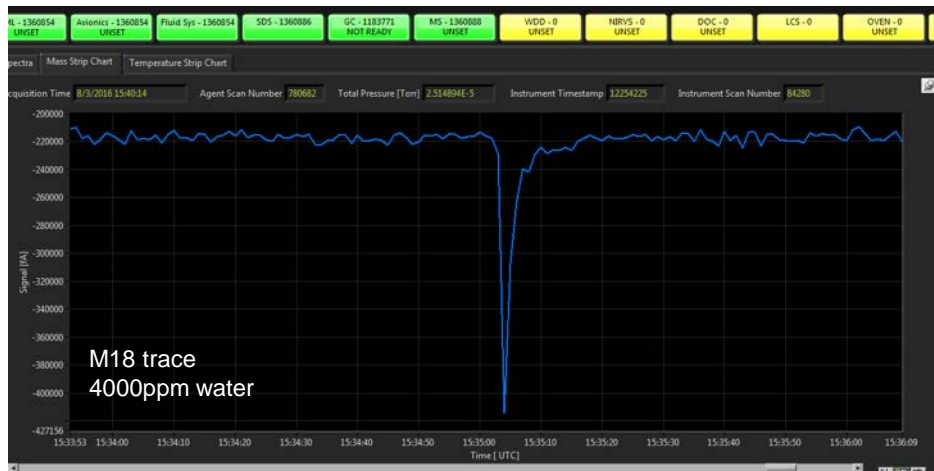 ML - 1360854 Avionics - 1360854 Fluid Sys - 1360854 SDS - 1360886 GC - 1183771 MS - 1360888 WDD - 0 NIRVS - 0 DOC - 0 LCS - 0 OVEN - 0
UNSET UNSET NOT READY UNSET UNSET UNSET UNSET UNSET
pectra Mass Strip Chart Temperature Strip Chart
cquisition Time 8/3/2016 15:40:14 Agent Scan Number 780682 Total Pressure [Torr] 2.514894E-5 Instrument Timestamp 12254225 Instrument Scan Number 84280
-200000
-220000
-240000
-260000
-280000
-300000
-320000
-340000
-360000
-380000
-400000
-427156
Signal [fA]
M18 trace
4000ppm water
15:33:53 15:34:00 15:34:10 15:34:20 15:34:30 15:34:40 15:34:50 15:35:00 15:35:10 15:35:20 15:35:30 15:35:40 15:35:50 15:36:00 15:36:09
Time [ UTC]